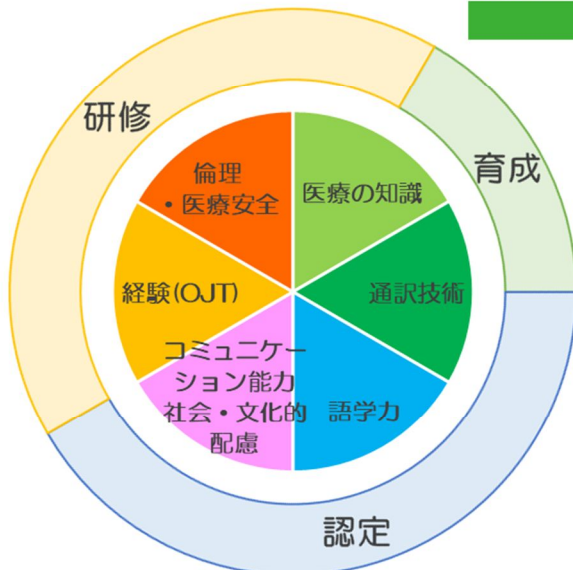 研修
育成
倫理
・医療安全
医療の知識
経験(OJT)
通訳技術
コミュニケー
ション能力
社会・文化的
配慮
語学力
認定